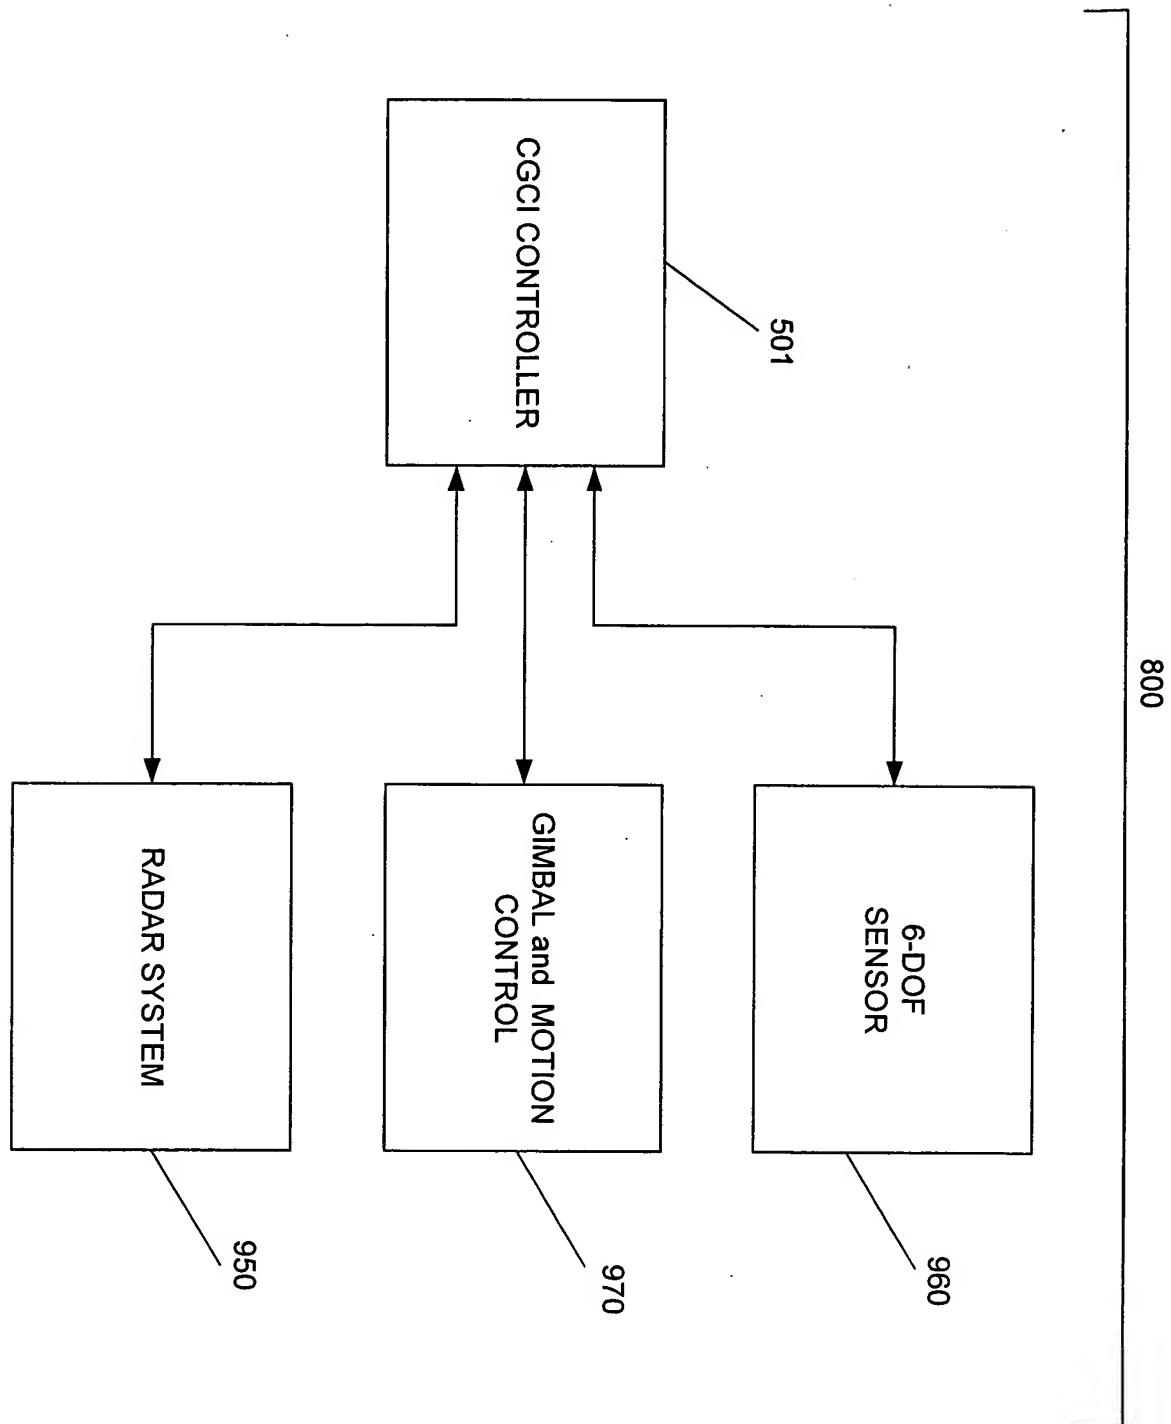 800
501
CGCI CONTROLLER
6-DOF
SENSOR
960
GIMBAL and MOTION
CONTROL
970
RADAR SYSTEM
950